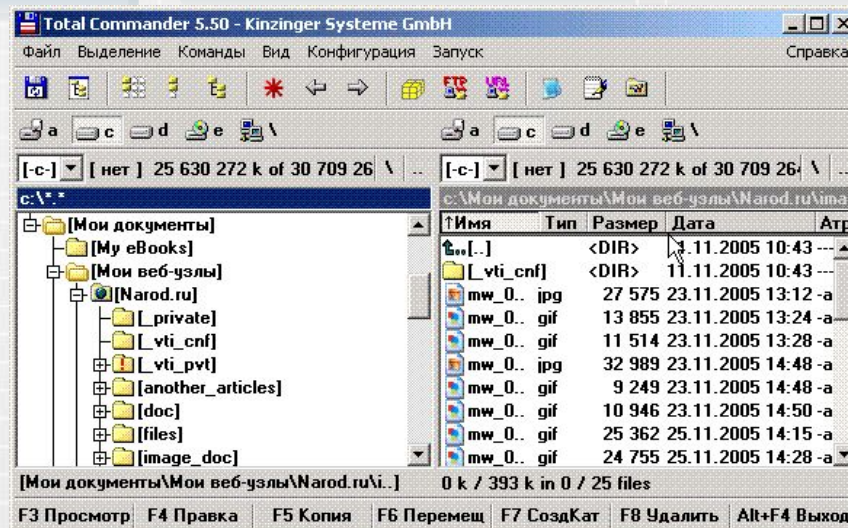 Total Commander 5.50 - Kinzinger Systeme GmbH
Файл Выделение Команды Вид Конфигурация Запуск Справка
a c d e \
a c d e \
[-c-] [ нет ] 25 630 272 k of 30 709 26 \ ..
[-c-] [ нет ] 25 630 272 k of 30 709 264 \ ..
c:\*.*
c:\Мои документы\Мои веб-узлы\Narod.ru\ima
[Мои документы]
[My eBooks]
[Мои веб-узлы]
[Narod.ru]
[_private]
[_vti_cnf]
[_vti_pvt]
[another_articles]
[doc]
[files]
[image_doc]
↑Имя Тип Размер Дата Атр
[..] <DIR> .11.2005 10:43 ---
[_vti_cnf] <DIR> 11.11.2005 10:43 ---
mw_0.. jpg 27 575 23.11.2005 13:12 -a
mw_0.. gif 13 855 23.11.2005 13:24 -a
mw_0.. gif 11 514 23.11.2005 13:28 -a
mw_0.. jpg 32 989 23.11.2005 14:48 -a
mw_0.. gif 9 249 23.11.2005 14:48 -a
mw_0.. gif 10 946 23.11.2005 14:50 -a
mw_0.. gif 25 362 25.11.2005 14:15 -a
mw_0.. gif 24 755 25.11.2005 14:28 -a
[Мои документы\Мои веб-узлы\Narod.ru\i..]
0 k / 393 k in 0 / 25 files
F3 Просмотр F4 Правка F5 Копия F6 Перемещ F7 СоздКат F8 Удалить Alt+F4 Выход